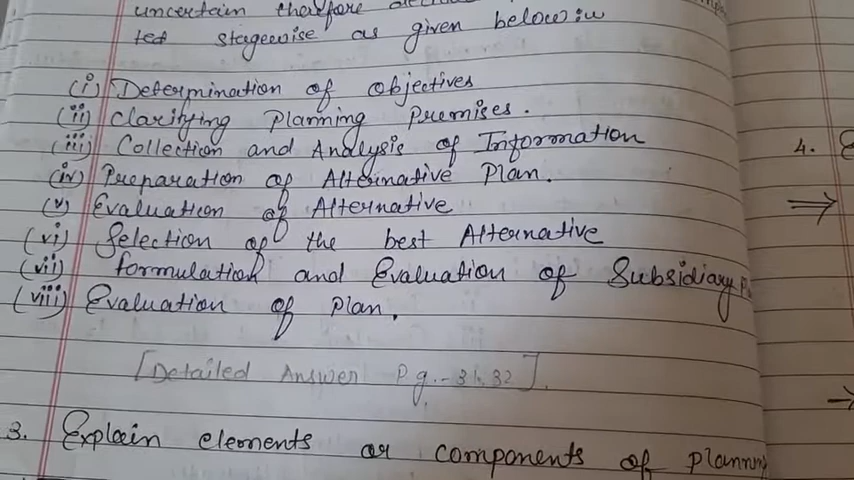 uncertain therefore
ted stagewise as given below :-
(i) Determination of objectives
(ii) Clarifying Planning Premises.
(iii) Collection and Analysis of Information
(iv) Preparation of Alternative Plan.
(v) Evaluation of Alternative
(vi) Selection of the best Alternative
(vii) formulation and Evaluation of Subsidiary
(viii) Evaluation of plan.
[Detailed Answer Pg.- 31, 32].
3. Explain elements or components of planning
4.